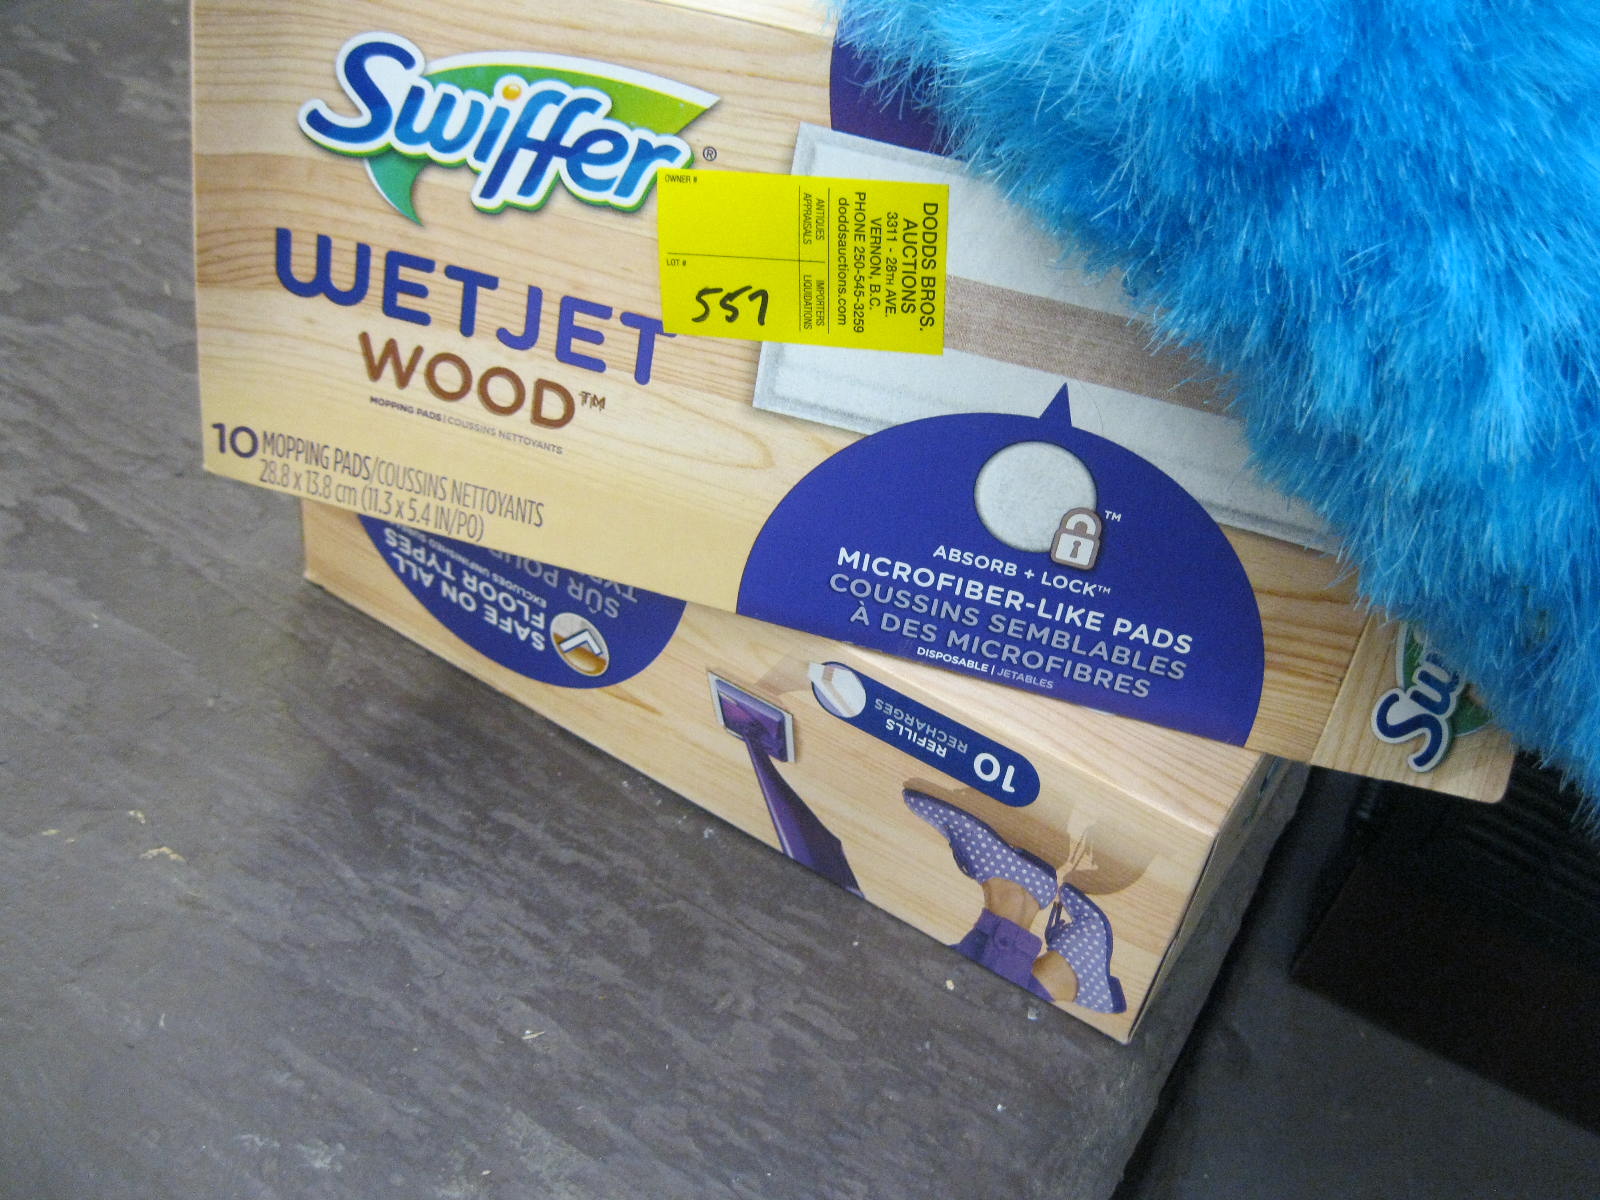 Swiffer®
WETJET
WOOD™
MOPPING PADS | COUSSINS NETTOYANTS
10 MOPPING PADS/COUSSINS NETTOYANTS
28.8 x 13.8 cm (11.3 x 5.4 IN/PO)
OWNER #
LOT #
557
ANTIQUES
APPRAISALS
IMPORTERS
LIQUIDATIONS
DODDS BROS.
AUCTIONS
3311 - 28TH AVE.
VERNON, B.C.
PHONE 250-545-3259
doddsauctions.com
TM
ABSORB + LOCK™
MICROFIBER-LIKE PADS
COUSSINS SEMBLABLES
À DES MICROFIBRES
DISPOSABLE | JETABLES
SAFE ON ALL
FLOOR TYPES
EXCLUDES UNFINISHED
SÛR POUR
10
REFILLS
RECHARGES